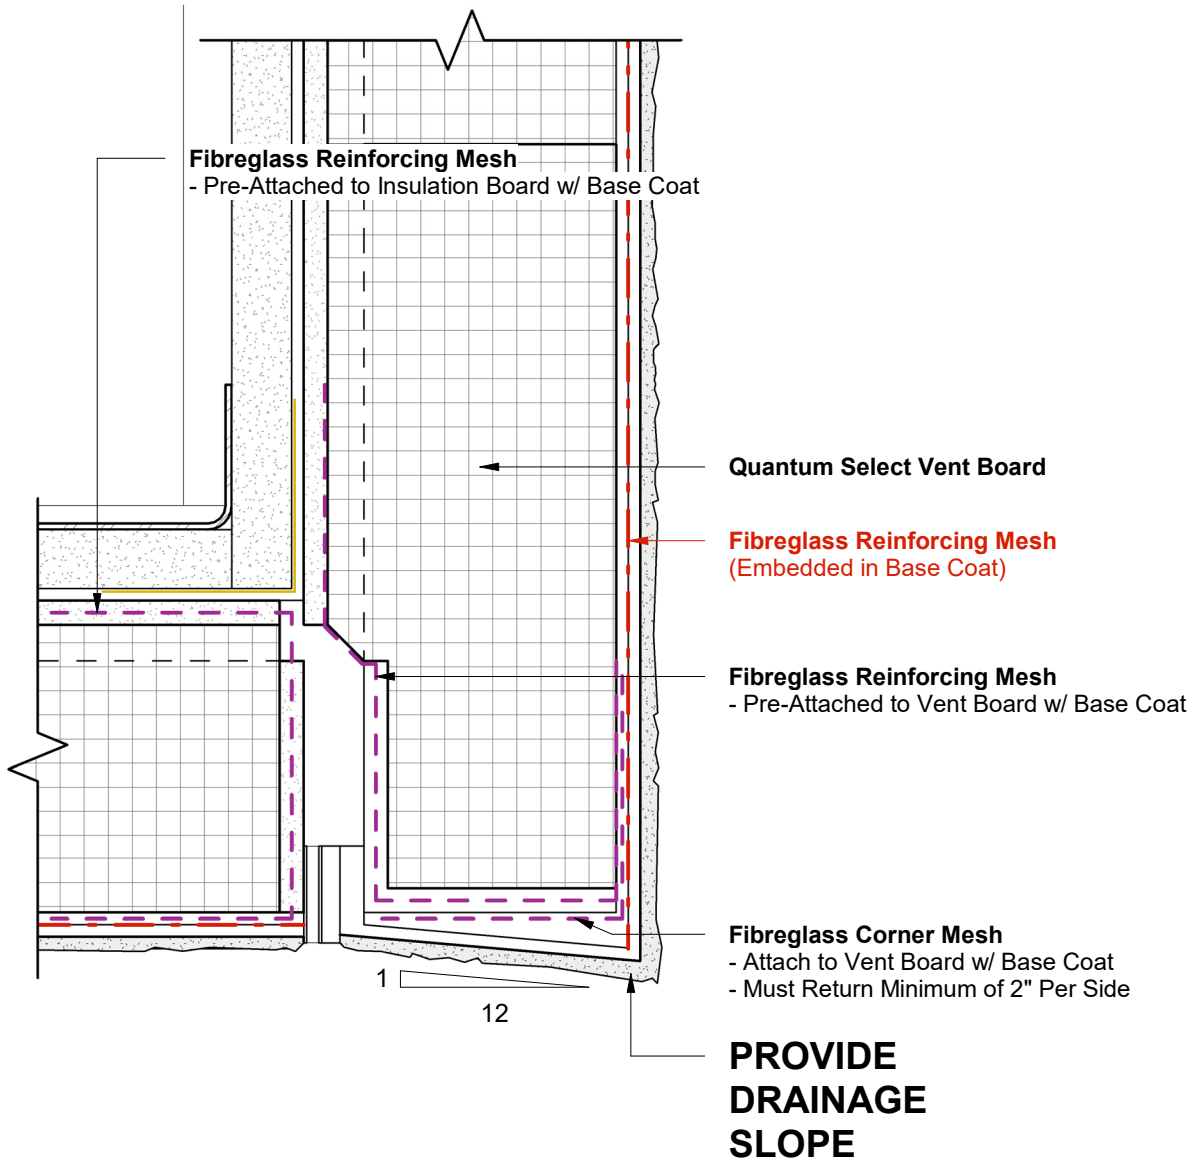 Fibreglass Reinforcing Mesh
- Pre-Attached to Insulation Board w/ Base Coat
Quantum Select Vent Board
Fibreglass Reinforcing Mesh
(Embedded in Base Coat)
Fibreglass Reinforcing Mesh
- Pre-Attached to Vent Board w/ Base Coat
Fibreglass Corner Mesh
- Attach to Vent Board w/ Base Coat
- Must Return Minimum of 2" Per Side
1
12
PROVIDE
DRAINAGE
SLOPE